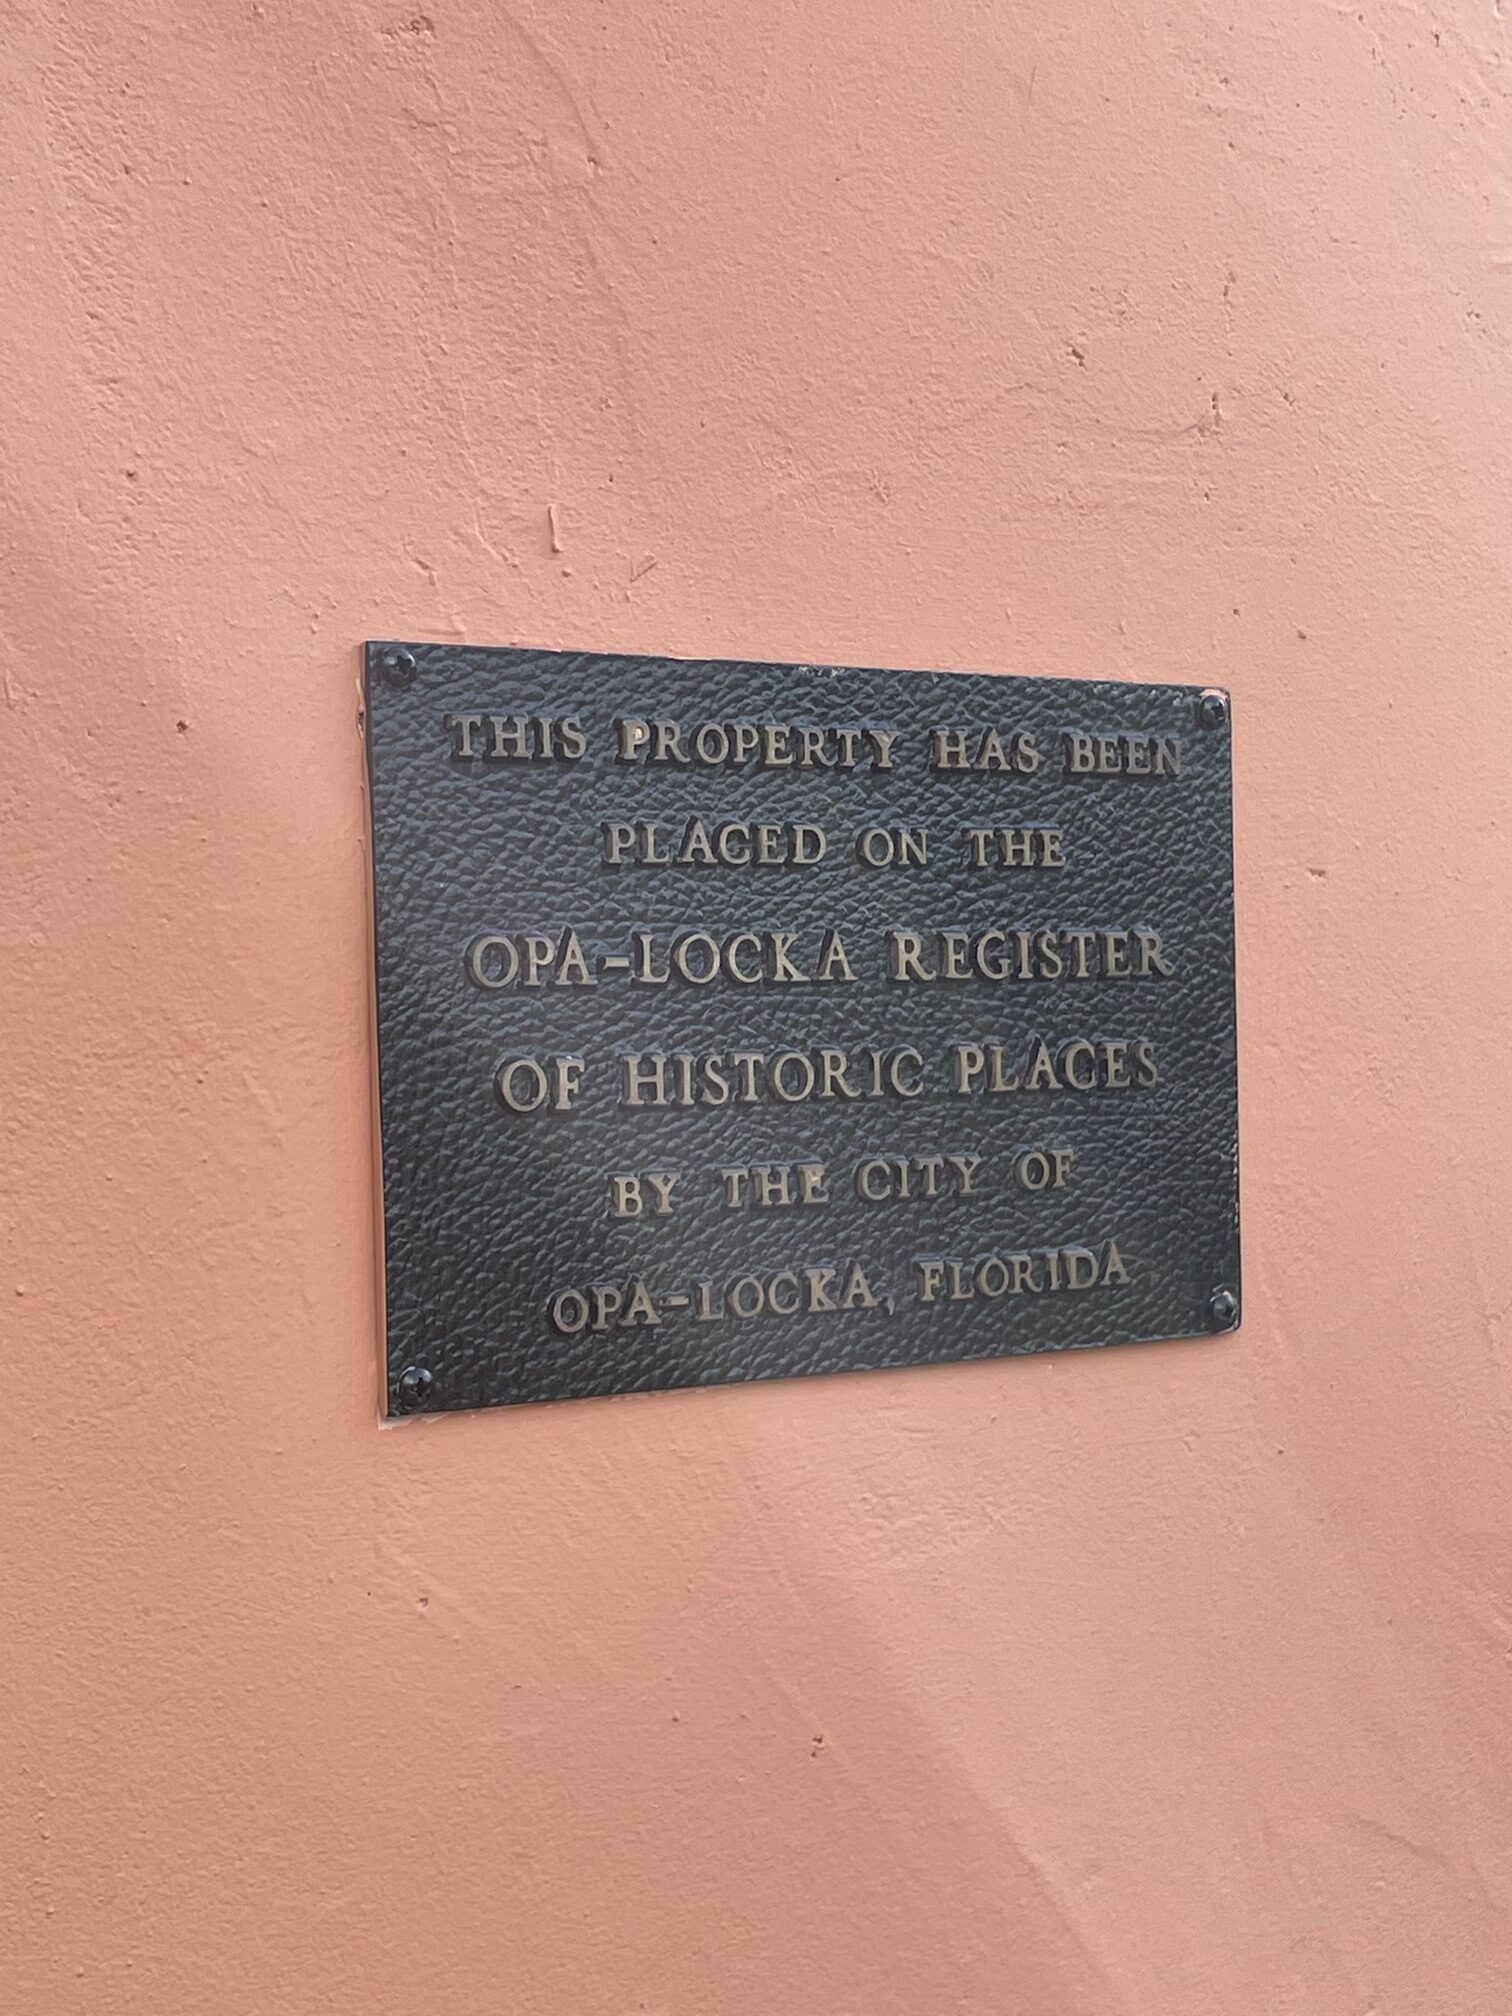 THIS PROPERTY HAS BEEN
PLACED ON THE
OPA-LOCKA REGISTER
OF HISTORIC PLACES
BY THE CITY OF
OPA-LOCKA, FLORIDA